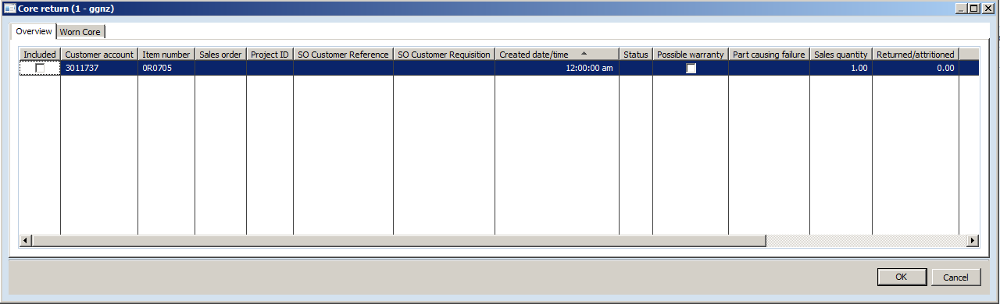 Core return (1 - ggnz)
Overview Worn Core
Included Customer account Item number Sales order Project ID SO Customer Reference SO Customer Requisition Created date/time Status Possible warranty Part causing failure Sales quantity Returned/attritioned
3011737 0R0705 12:00:00 am 1.00 0.00
OK Cancel